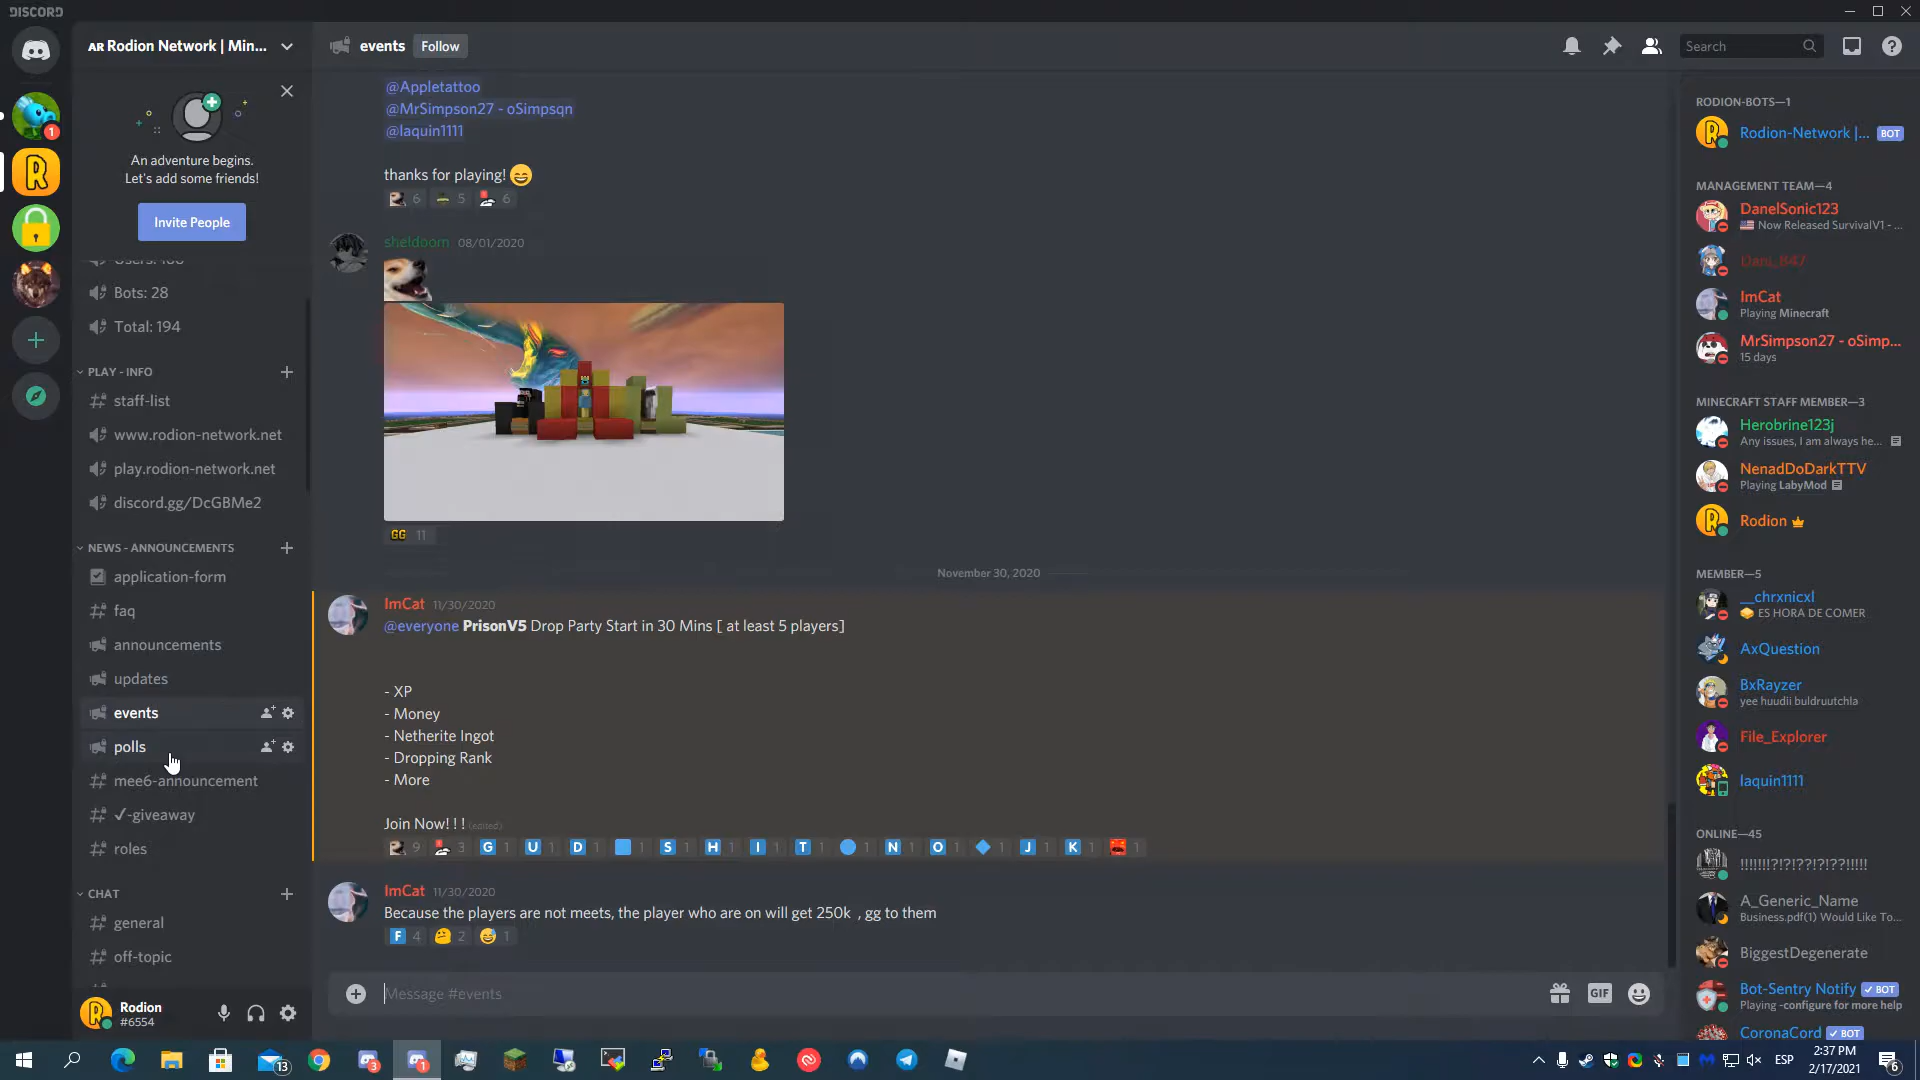 DISCORD
AR Rodion Network | Min...
An adventure begins.
Let's add some friends!
Invite People
Bots: 28
Total: 194
PLAY - INFO
staff-list
www.rodion-network.net
play.rodion-network.net
discord.gg/DcGBMe2
NEWS - ANNOUNCEMENTS
application-form
faq
announcements
updates
events
polls
mee6-announcement
✓-giveaway
roles
CHAT
general
off-topic
Rodion
#6554
events
Follow
Search
@Appletattoo
@MrSimpson27 - oSimpsqn
@laquin1111
thanks for playing! 😄
6 5 6
sheldoom 08/01/2020
GG 11
November 30, 2020
ImCat 11/30/2020
@everyone PrisonV5 Drop Party Start in 30 Mins [ at least 5 players]
- XP
- Money
- Netherite Ingot
- Dropping Rank
- More
Join Now! ! ! (edited)
9 3 G 1 U 1 D 1 1 S 1 H 1 I 1 T 1 1 N 1 O 1 1 J 1 K 1 1
ImCat 11/30/2020
Because the players are not meets, the player who are on will get 250k , gg to them
F 4 2 1
Message #events
GIF
RODION-BOTS—1
Rodion-Network |... BOT
MANAGEMENT TEAM—4
DanelSonic123
Now Released SurvivalV1 - ...
Dani_847
ImCat
Playing Minecraft
MrSimpson27 - oSimp...
15 days
MINECRAFT STAFF MEMBER—3
Herobrine123j
Any issues, I am always he...
NenadDoDarkTTV
Playing LabyMod
Rodion
MEMBER—5
__chrxnicxl
ES HORA DE COMER
AxQuestion
BxRayzer
yee huudii buldruutchla
File_Explorer
laquin1111
ONLINE—45
!!!!!!!?!?!??!?!??!!!!!
A_Generic_Name
Business.pdf(1) Would Like To...
BiggestDegenerate
Bot-Sentry Notify ✓ BOT
Playing -configure for more help
CoronaCord ✓ BOT
ESP
2:37 PM
2/17/2021